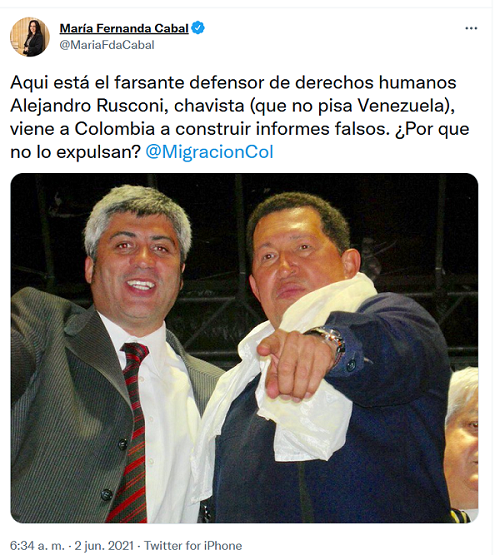 María Fernanda Cabal
@MariaFdaCabal
Aqui está el farsante defensor de derechos humanos
Alejandro Rusconi, chavista (que no pisa Venezuela),
viene a Colombia a construir informes falsos. ¿Por que
no lo expulsan? @MigracionCol
6:34 a. m. · 2 jun. 2021 · Twitter for iPhone